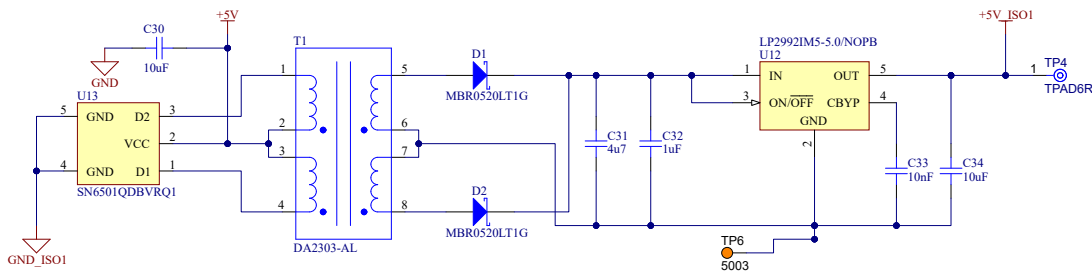 +5V
C30
10uF
GND
U13
5
GND
D2
3
VCC
2
4
GND
D1
1
SN6501QDBVRQ1
GND_ISO1
T1
1
2
3
4
5
6
7
8
DA2303-AL
D1
MBR0520LT1G
D2
MBR0520LT1G
C31
4u7
C32
1uF
LP2992IM5-5.0/NOPB
U12
1
IN
OUT
5
3
ON/OFF
CBYP
4
GND
2
C33
10nF
C34
10uF
+5V_ISO1
1
TP4
TPAD6R
TP6
5003